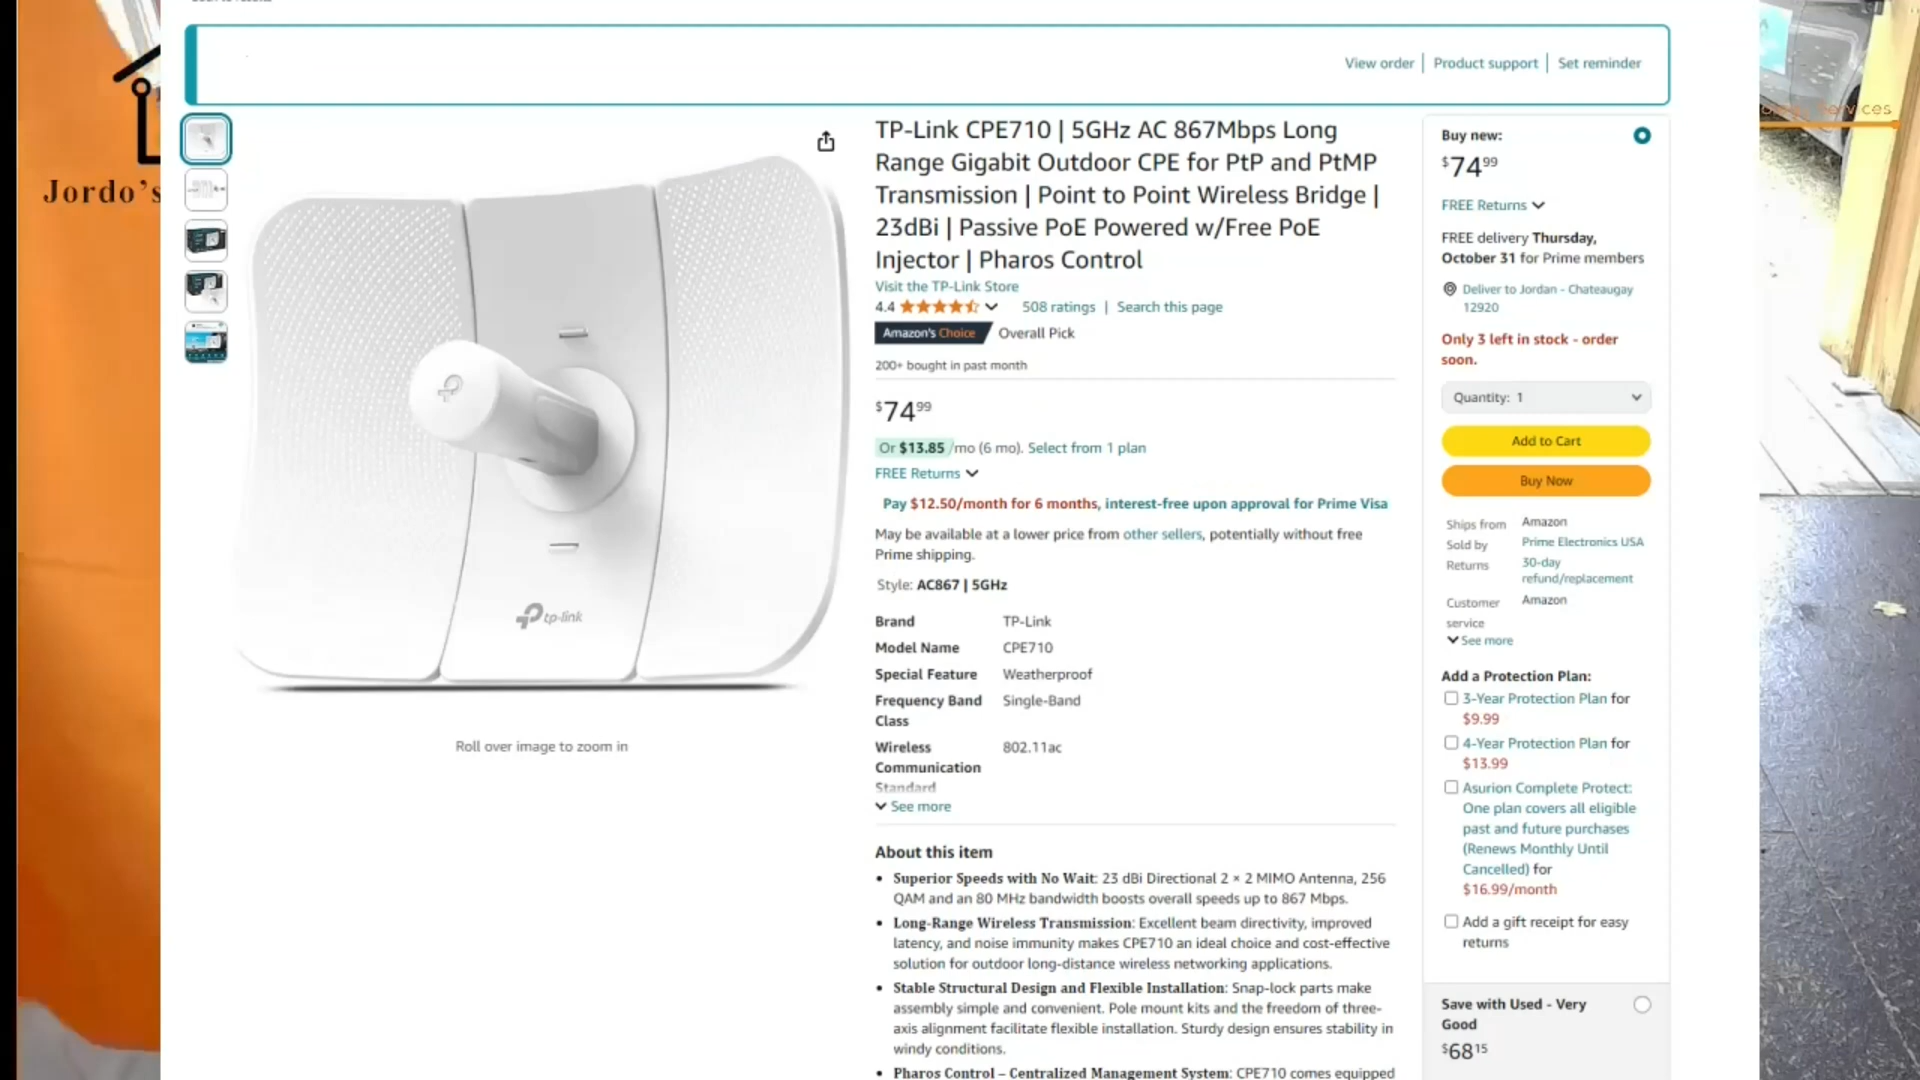 View order | Product support | Set reminder
Jordo's
TP-Link CPE710 | 5GHz AC 867Mbps Long
Range Gigabit Outdoor CPE for PtP and PtMP
Transmission | Point to Point Wireless Bridge |
23dBi | Passive PoE Powered w/Free PoE
Injector | Pharos Control
Visit the TP-Link Store
4.4 508 ratings | Search this page
Amazon's Choice Overall Pick
200+ bought in past month
$74 99
Or $13.85 /mo (6 mo). Select from 1 plan
FREE Returns
Pay $12.50/month for 6 months, interest-free upon approval for Prime Visa
May be available at a lower price from other sellers, potentially without free
Prime shipping.
Style: AC867 | 5GHz
Brand TP-Link
Model Name CPE710
Special Feature Weatherproof
Frequency Band Single-Band
Class
Wireless 802.11ac
Communication
Standard
See more
tp-link
Roll over image to zoom in
About this item
• Superior Speeds with No Wait: 23 dBi Directional 2 × 2 MIMO Antenna, 256
QAM and an 80 MHz bandwidth boosts overall speeds up to 867 Mbps.
• Long-Range Wireless Transmission: Excellent beam directivity, improved
latency, and noise immunity makes CPE710 an ideal choice and cost-effective
solution for outdoor long-distance wireless networking applications.
• Stable Structural Design and Flexible Installation: Snap-lock parts make
assembly simple and convenient. Pole mount kits and the freedom of three-
axis alignment facilitate flexible installation. Sturdy design ensures stability in
windy conditions.
• Pharos Control – Centralized Management System: CPE710 comes equipped
Buy new:
$74 99
FREE Returns
FREE delivery Thursday,
October 31 for Prime members
Deliver to Jordan - Chateaugay
12920
Only 3 left in stock - order
soon.
Quantity: 1
Add to Cart
Buy Now
Ships from Amazon
Sold by Prime Electronics USA
Returns 30-day
refund/replacement
Customer Amazon
service
See more
Add a Protection Plan:
3-Year Protection Plan for
$9.99
4-Year Protection Plan for
$13.99
Asurion Complete Protect:
One plan covers all eligible
past and future purchases
(Renews Monthly Until
Cancelled) for
$16.99/month
Add a gift receipt for easy
returns
Save with Used - Very
Good
$68 15